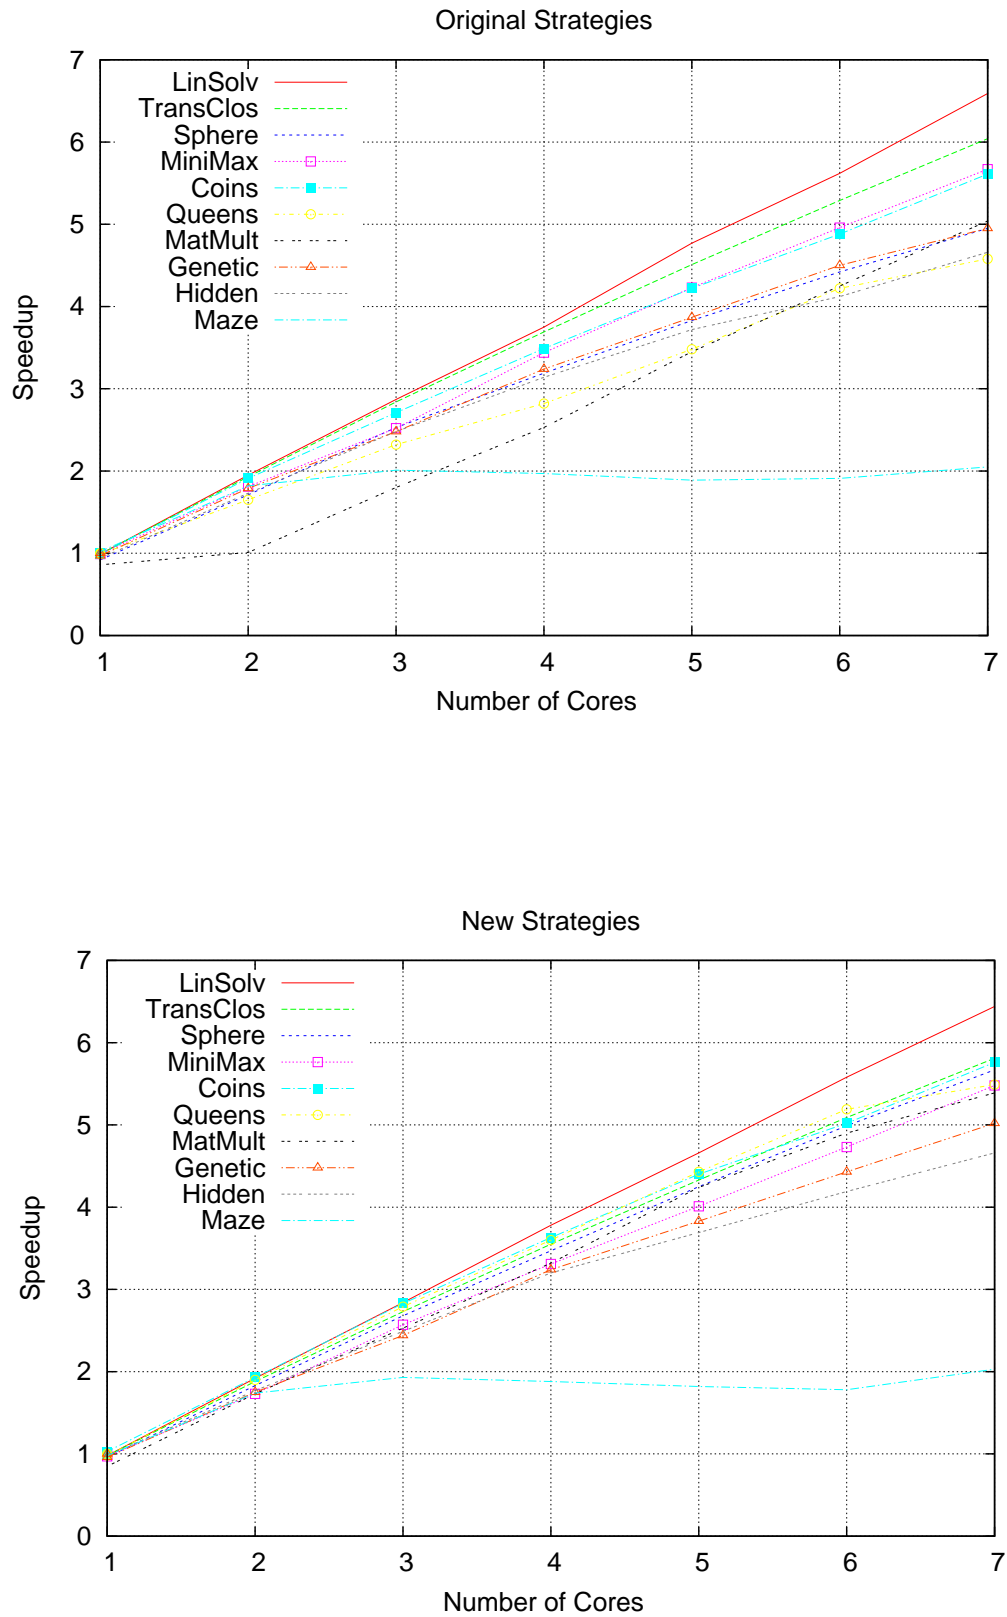 Original Strategies
7
6
5
4
3
2
1
0
Speedup
LinSolv
TransClos
Sphere
MiniMax
Coins
Queens
MatMult
Genetic
Hidden
Maze
1 2 3 4 5 6 7
Number of Cores
New Strategies
7
6
5
4
3
2
1
0
Speedup
LinSolv
TransClos
Sphere
MiniMax
Coins
Queens
MatMult
Genetic
Hidden
Maze
1 2 3 4 5 6 7
Number of Cores